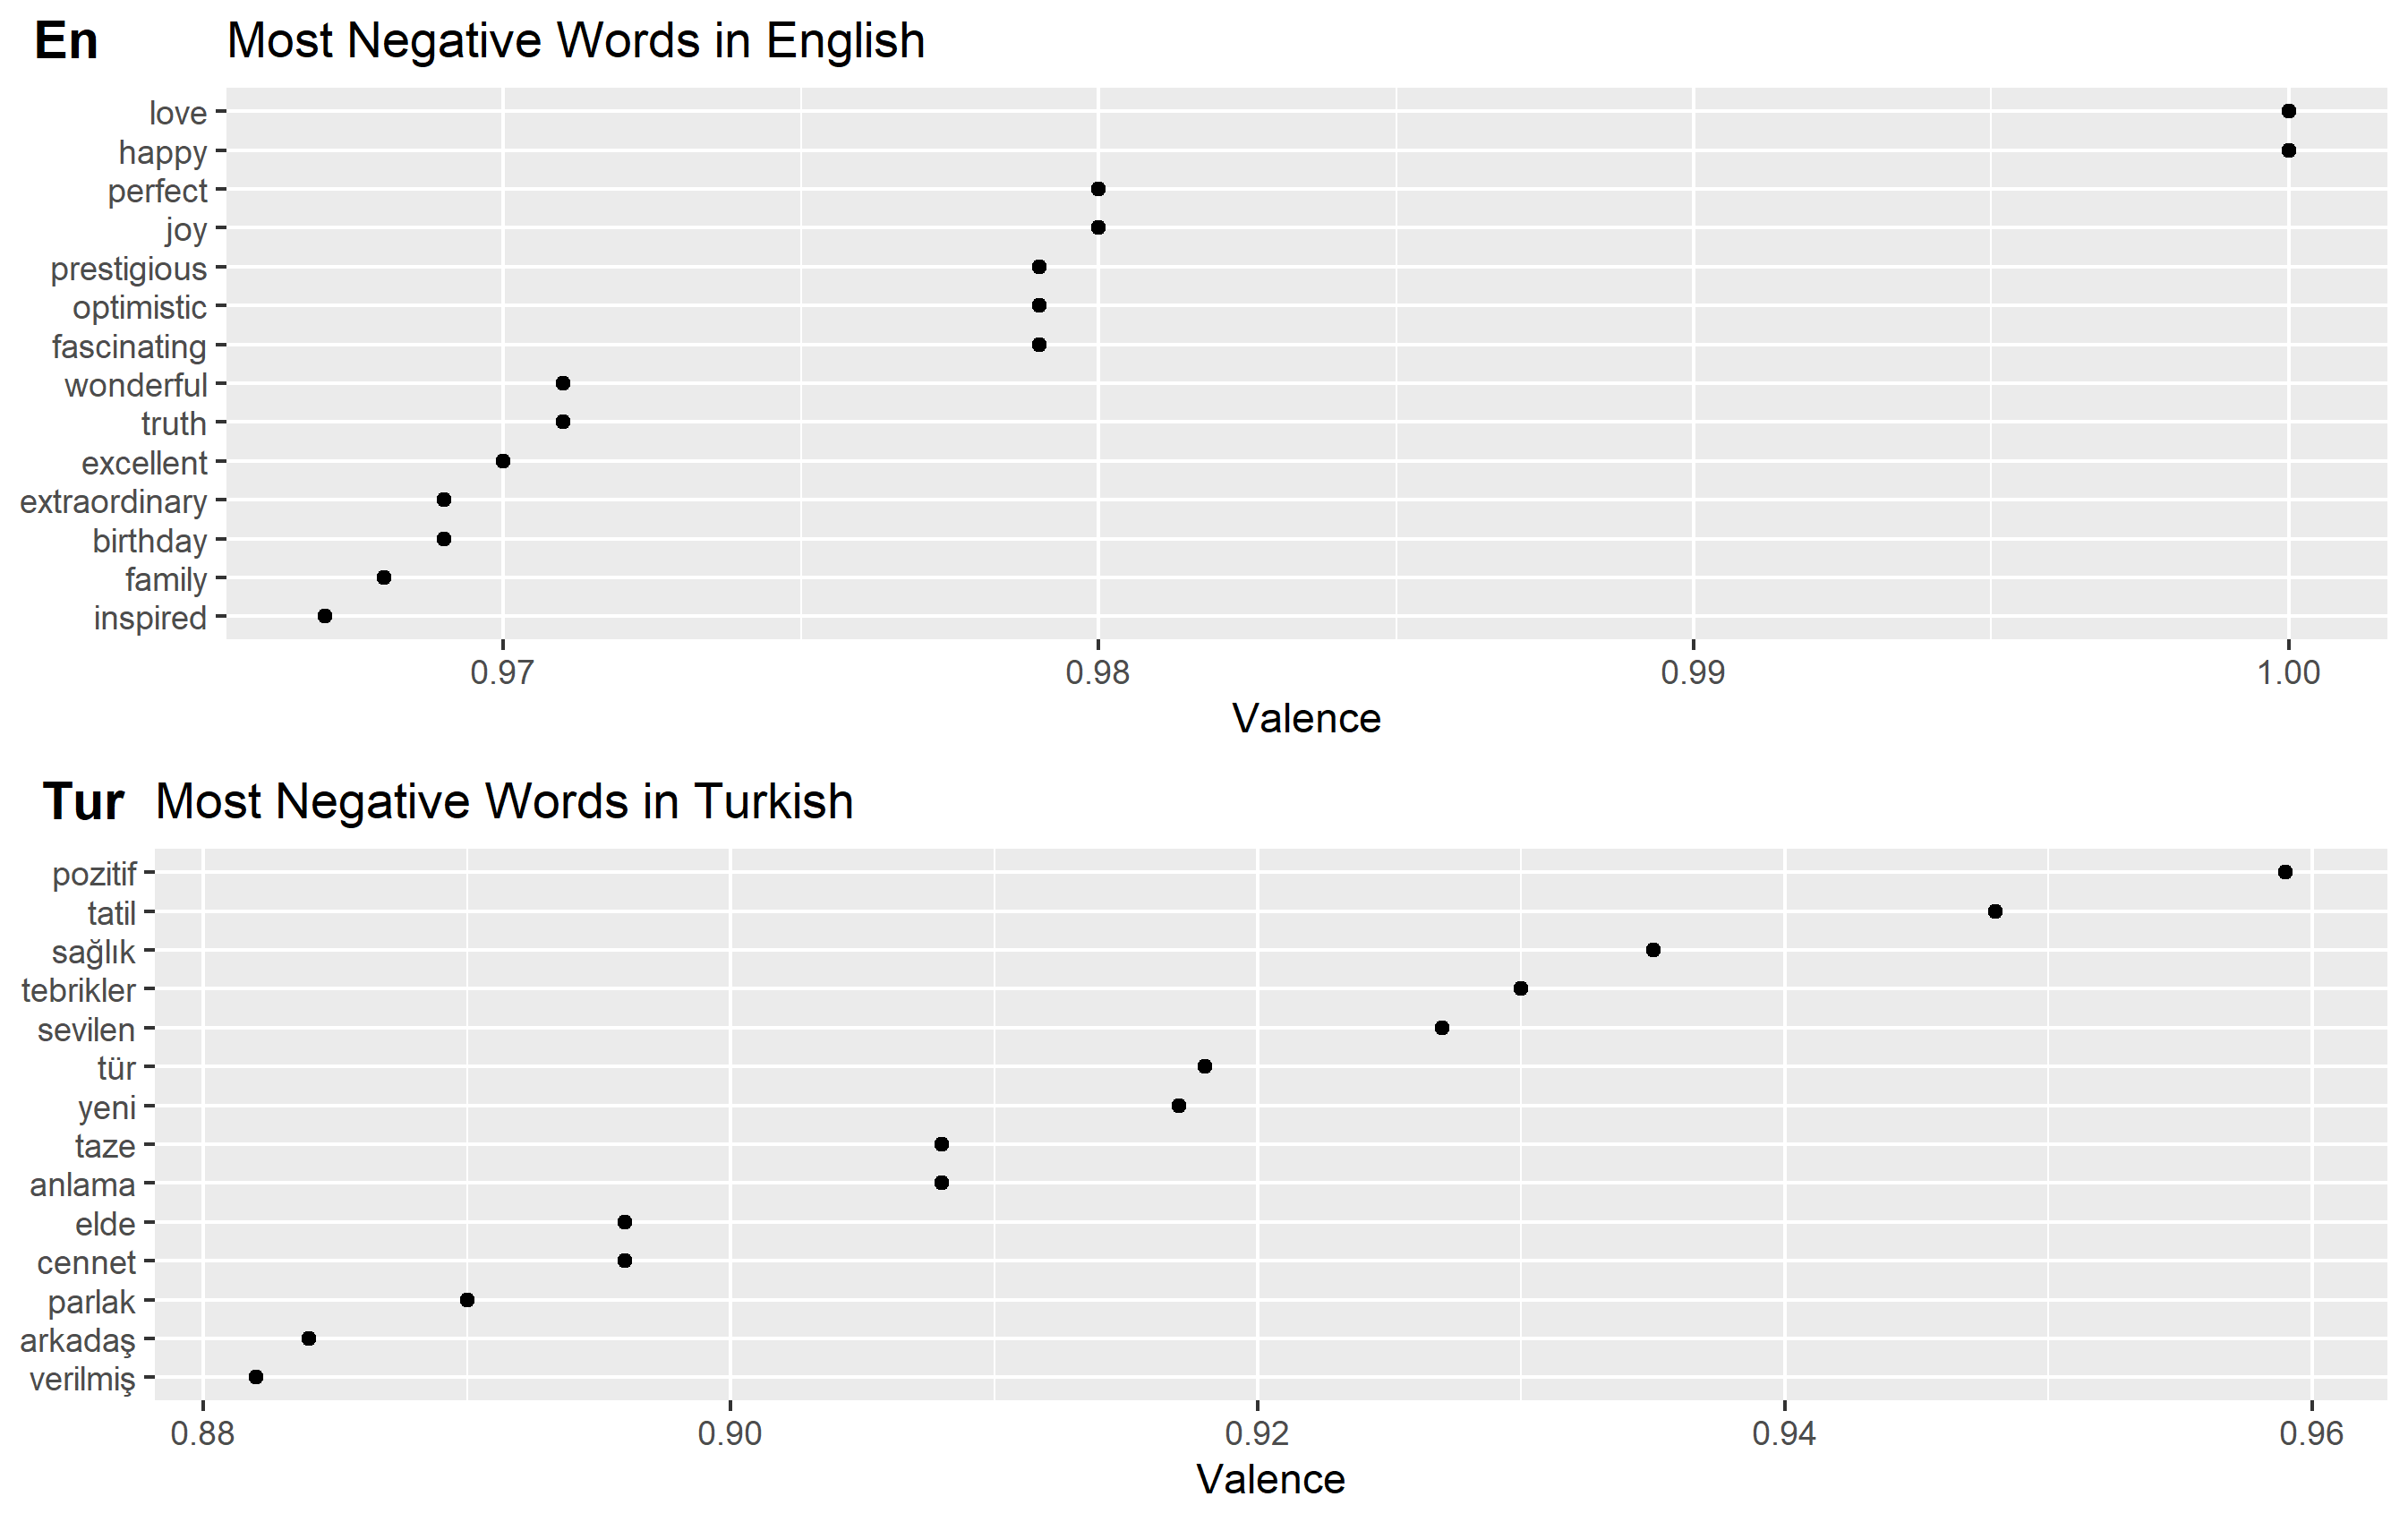 En Most Negative Words in English
love
happy
perfect
joy
prestigious
optimistic
fascinating
wonderful
truth
excellent
extraordinary
birthday
family
inspired
0.97 0.98 0.99 1.00
Valence
Tur Most Negative Words in Turkish
pozitif
tatil
sağlık
tebrikler
sevilen
tür
yeni
taze
anlama
elde
cennet
parlak
arkadaş
verilmiş
0.88 0.90 0.92 0.94 0.96
Valence